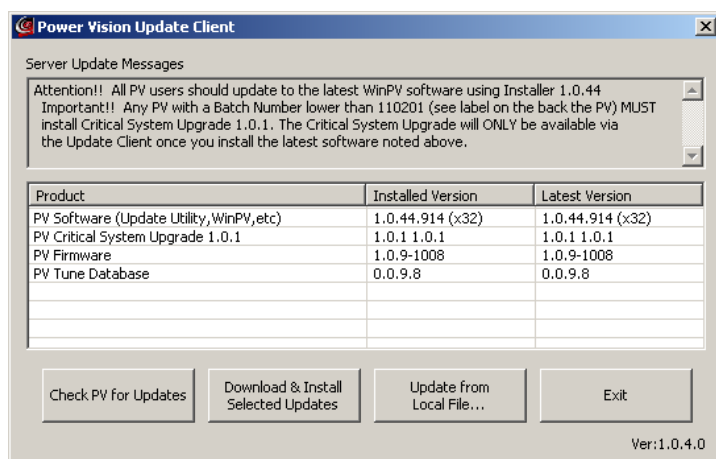 Power Vision Update Client
Server Update Messages
Attention!! All PV users should update to the latest WinPV software using Installer 1.0.44
Important!! Any PV with a Batch Number lower than 110201 (see label on the back the PV) MUST
install Critical System Upgrade 1.0.1. The Critical System Upgrade will ONLY be available via
the Update Client once you install the latest software noted above.
Product Installed Version Latest Version
PV Software (Update Utility,WinPV,etc) 1.0.44.914 (x32) 1.0.44.914 (x32)
PV Critical System Upgrade 1.0.1 1.0.1 1.0.1 1.0.1 1.0.1
PV Firmware 1.0.9-1008 1.0.9-1008
PV Tune Database 0.0.9.8 0.0.9.8
Check PV for Updates
Download & Install
Selected Updates
Update from
Local File...
Exit
Ver:1.0.4.0